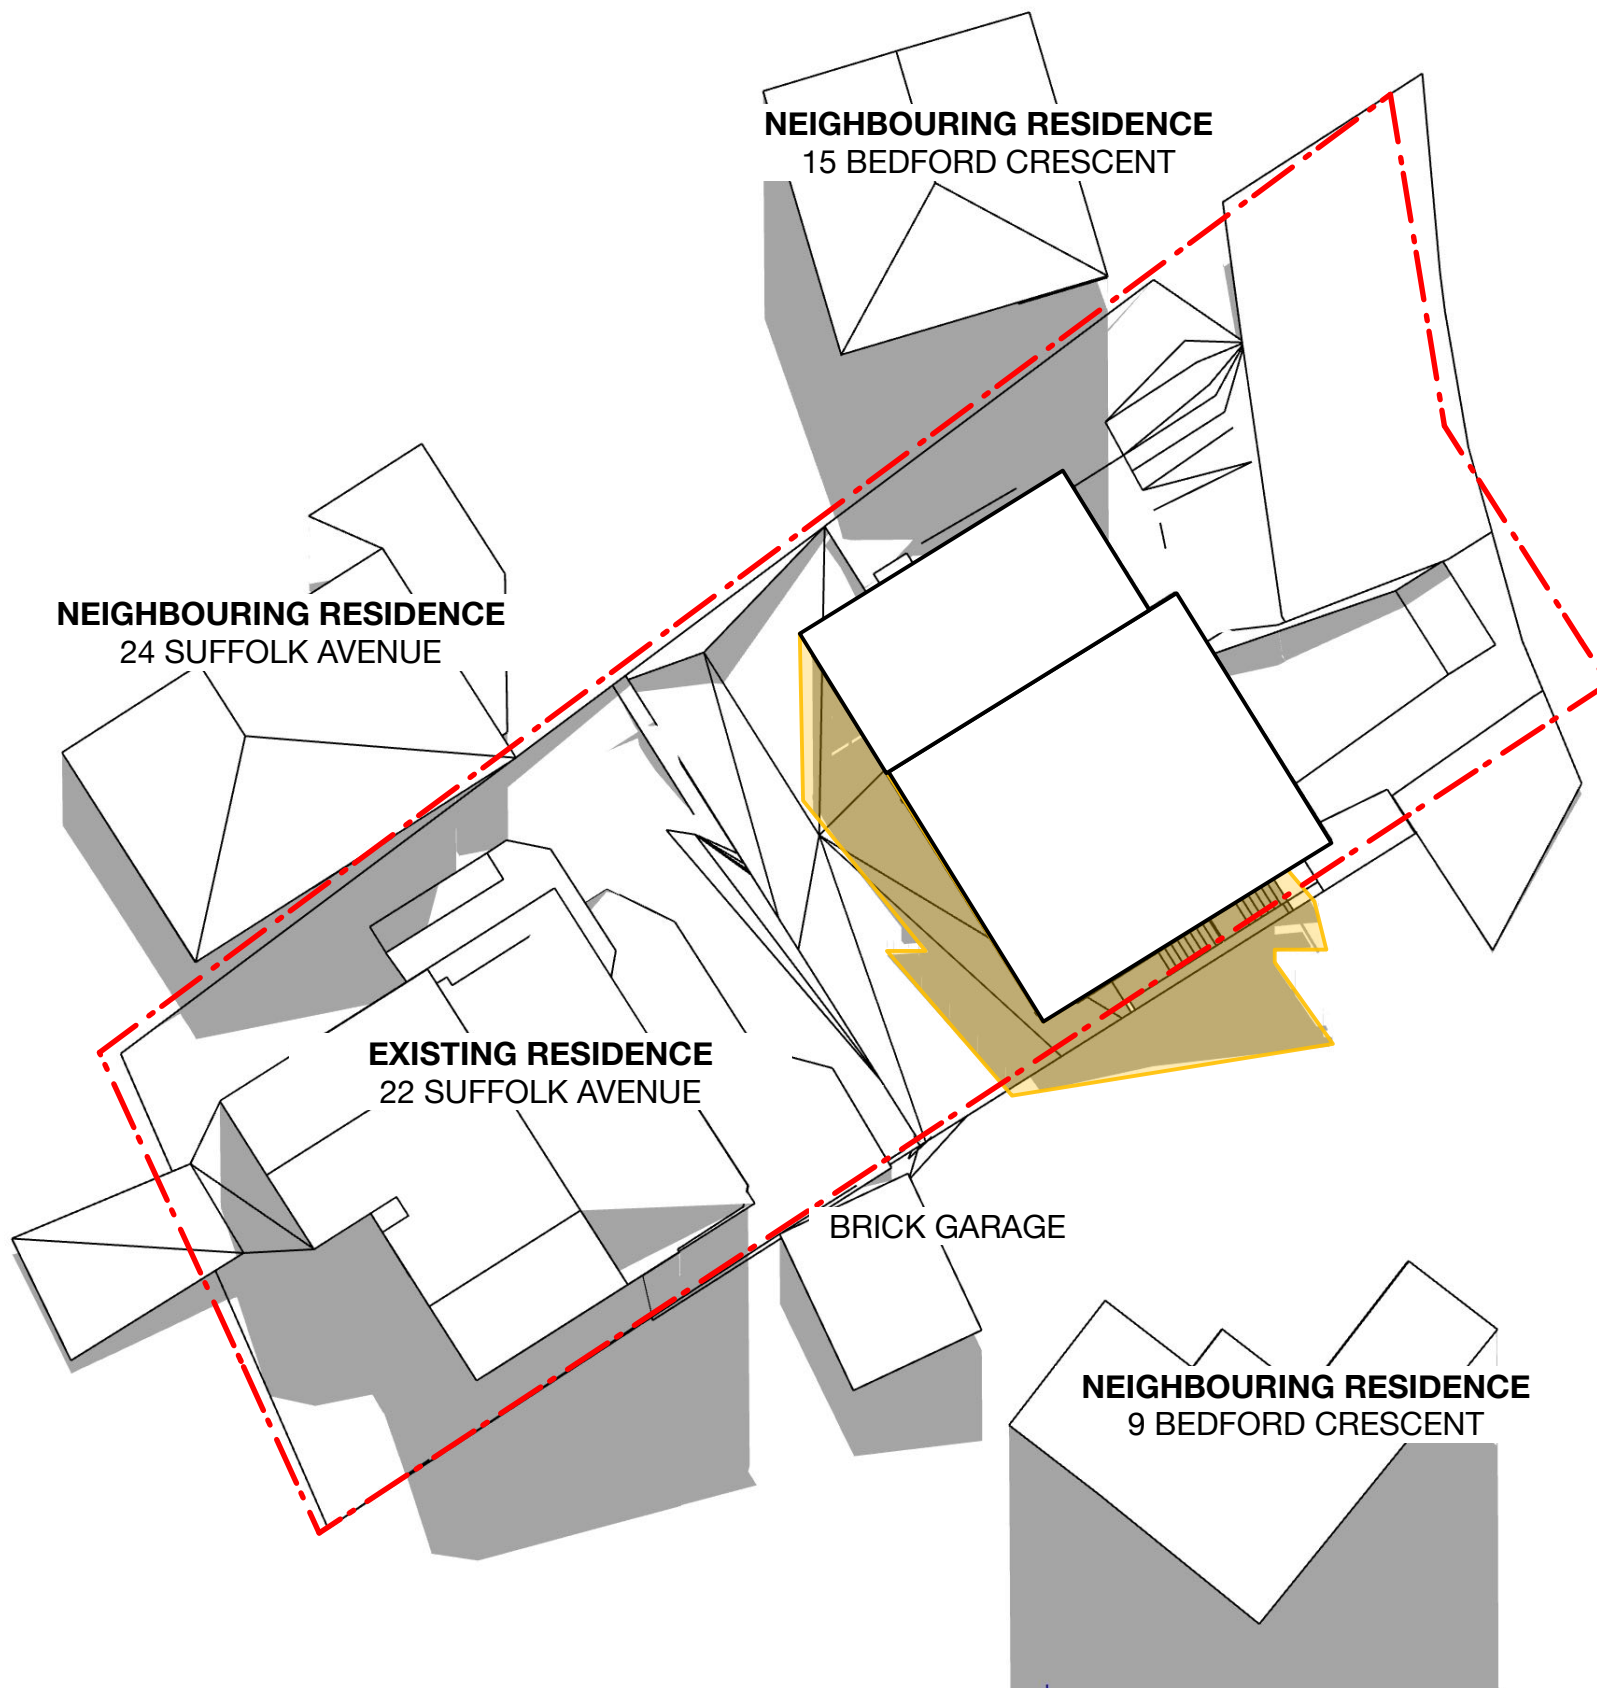 NEIGHBOURING RESIDENCE
15 BEDFORD CRESCENT
NEIGHBOURING RESIDENCE
24 SUFFOLK AVENUE
EXISTING RESIDENCE
22 SUFFOLK AVENUE
BRICK GARAGE
NEIGHBOURING RESIDENCE
9 BEDFORD CRESCENT